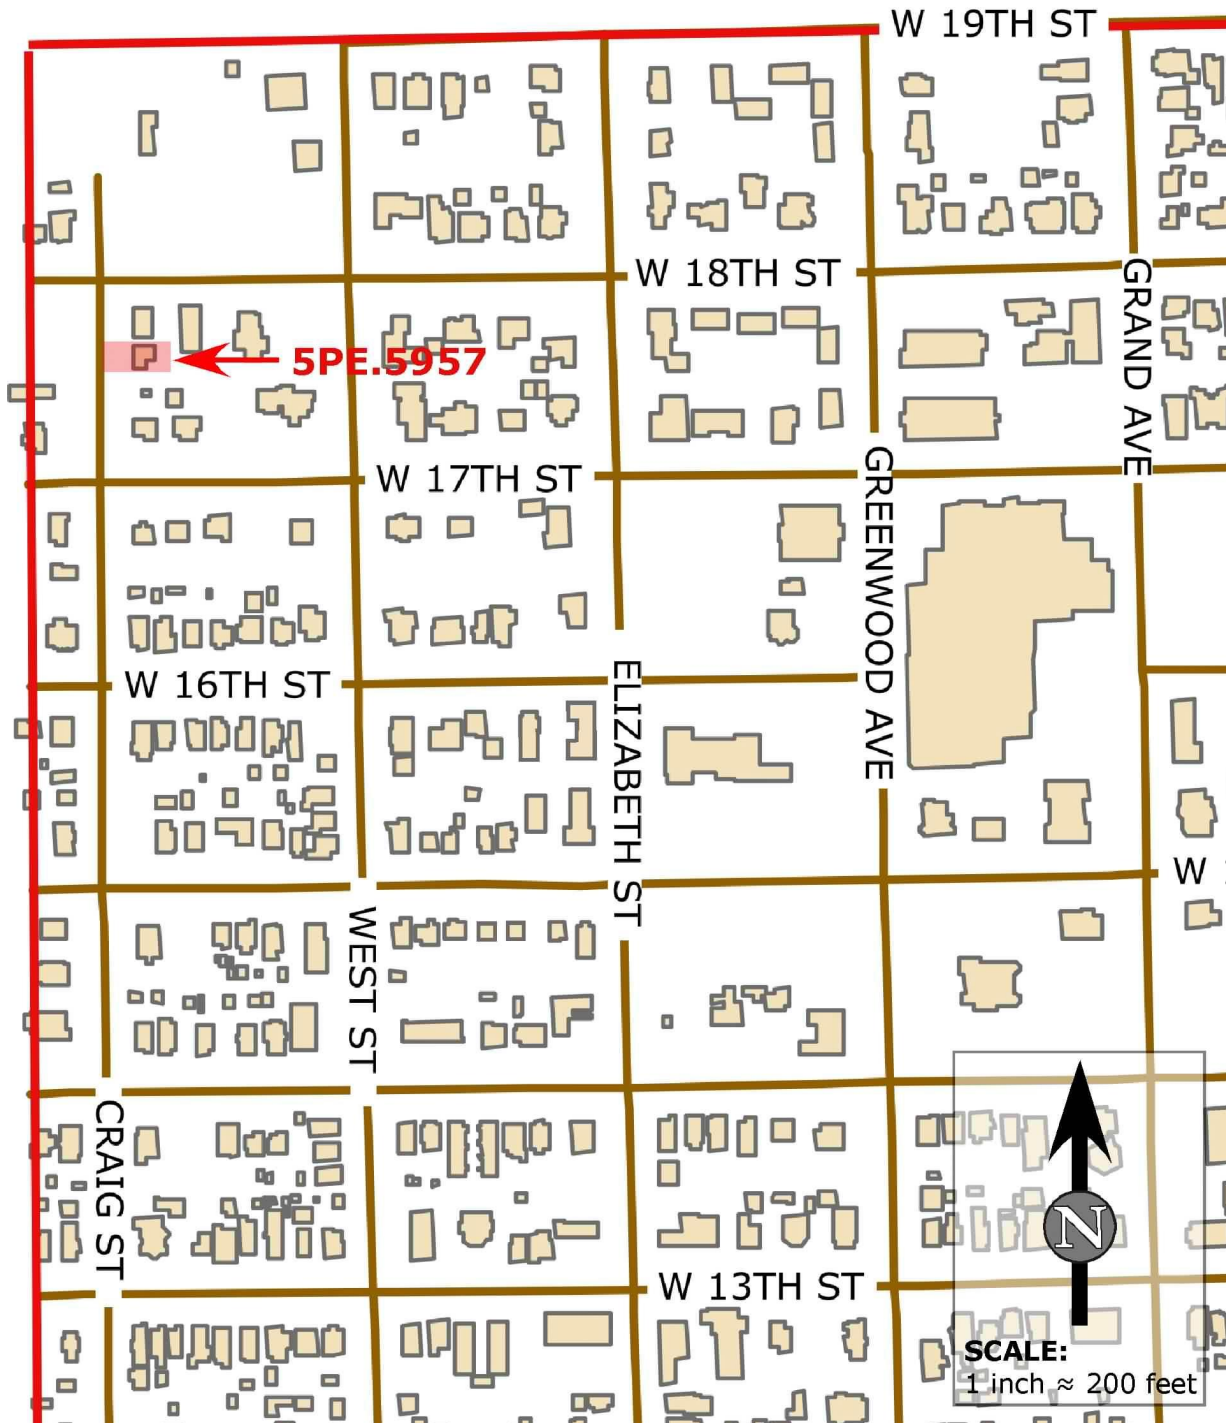 W 19TH ST
W 18TH ST
GRAND AVE
5PE.5957
W 17TH ST
GREENWOOD AVE
W 16TH ST
ELIZABETH ST
W
WEST ST
CRAIG ST
N
W 13TH ST
SCALE:
1 inch ≈ 200 feet